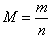 M = m/n